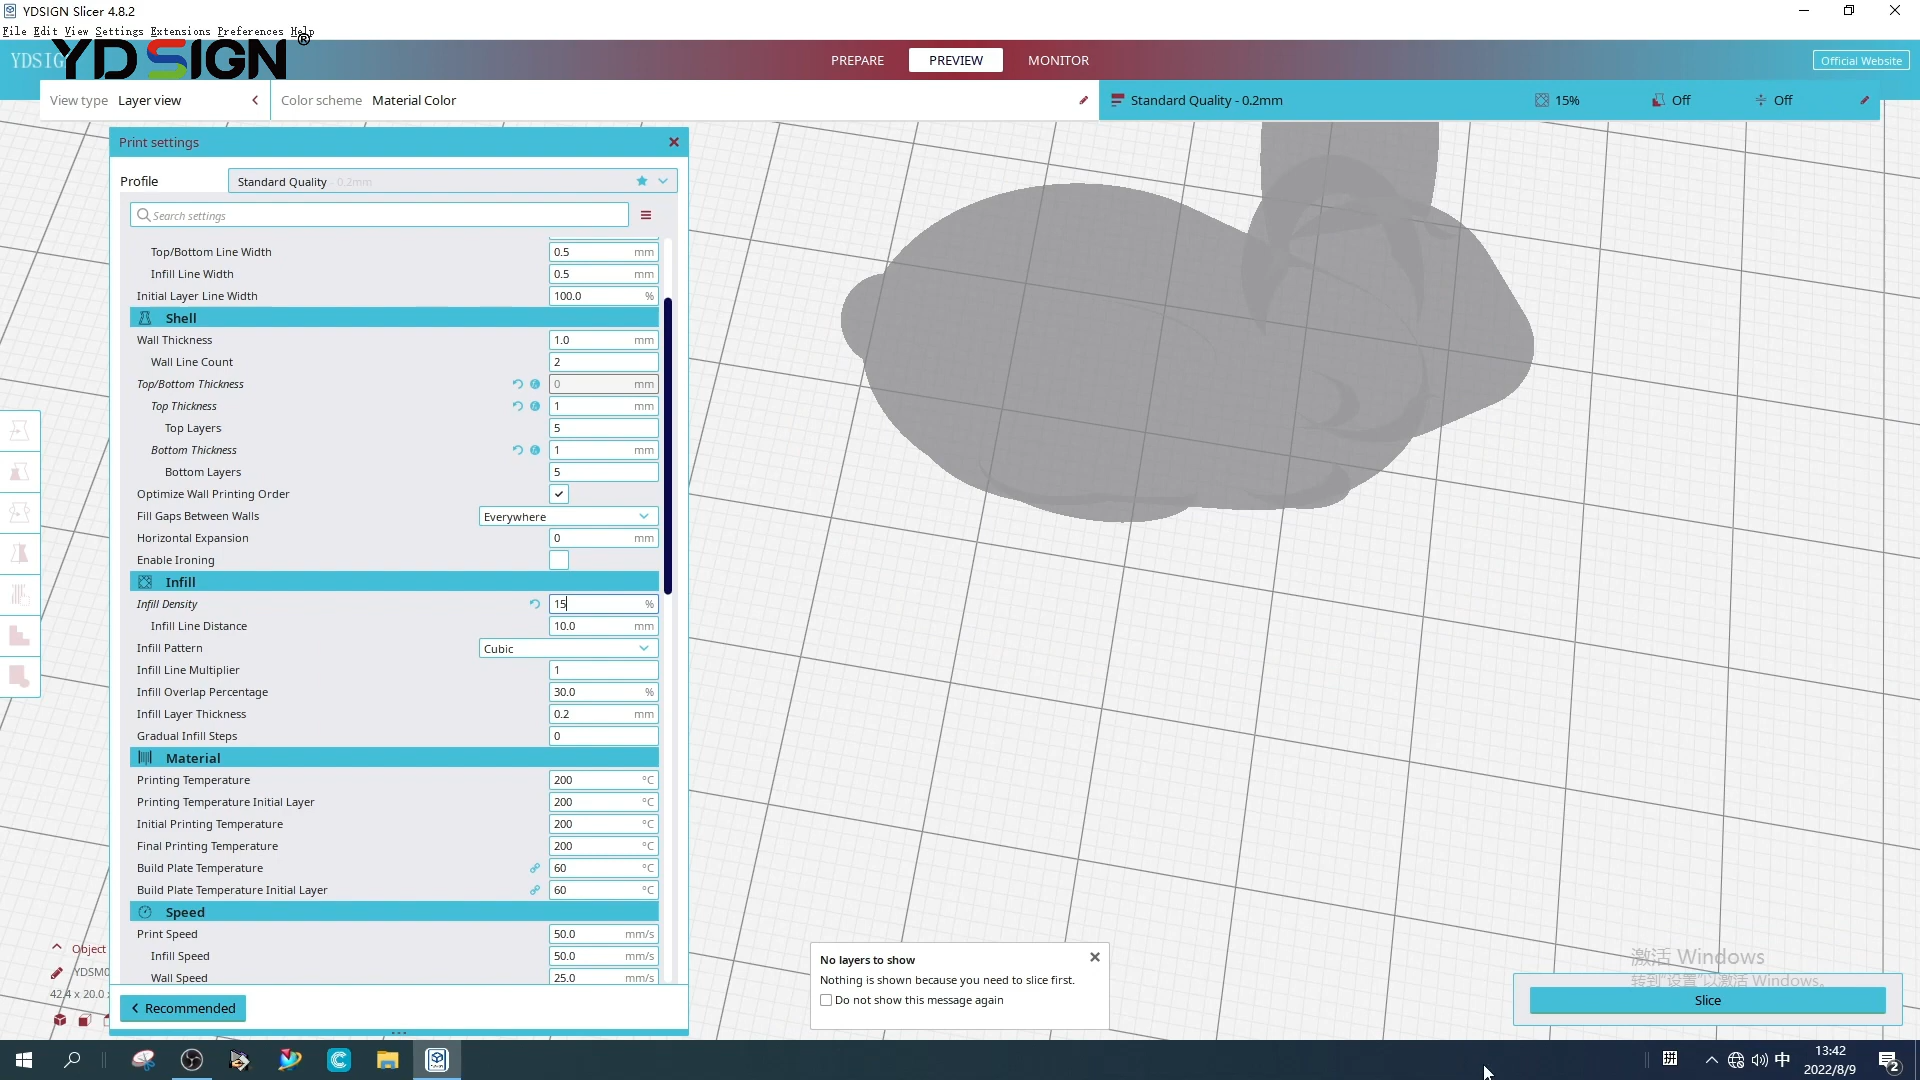 YDSIGN Slicer 4.8.2
File Edit View Settings Extensions Preferences Help
YDSIG YD SIGN ®
PREPARE PREVIEW MONITOR
Official Website
View type Layer view
Color scheme Material Color
Standard Quality - 0.2mm 15% Off Off
Print settings
Profile Standard Quality - 0.2mm
Search settings
Top/Bottom Line Width 0.5 mm
Infill Line Width 0.5 mm
Initial Layer Line Width 100.0 %
Shell
Wall Thickness 1.0 mm
Wall Line Count 2
Top/Bottom Thickness 0 mm
Top Thickness 1 mm
Top Layers 5
Bottom Thickness 1 mm
Bottom Layers 5
Optimize Wall Printing Order
Fill Gaps Between Walls Everywhere
Horizontal Expansion 0 mm
Enable Ironing
Infill
Infill Density 15 %
Infill Line Distance 10.0 mm
Infill Pattern Cubic
Infill Line Multiplier 1
Infill Overlap Percentage 30.0 %
Infill Layer Thickness 0.2 mm
Gradual Infill Steps 0
Material
Printing Temperature 200 °C
Printing Temperature Initial Layer 200 °C
Initial Printing Temperature 200 °C
Final Printing Temperature 200 °C
Build Plate Temperature 60 °C
Build Plate Temperature Initial Layer 60 °C
Speed
Print Speed 50.0 mm/s
Infill Speed 50.0 mm/s
Wall Speed 25.0 mm/s
Recommended
Object
YDSM0
42.4 x 20.0
No layers to show
Nothing is shown because you need to slice first.
Do not show this message again
激活 Windows
转到"设置"以激活 Windows。
Slice
拼 中 13:42
2022/8/9
2